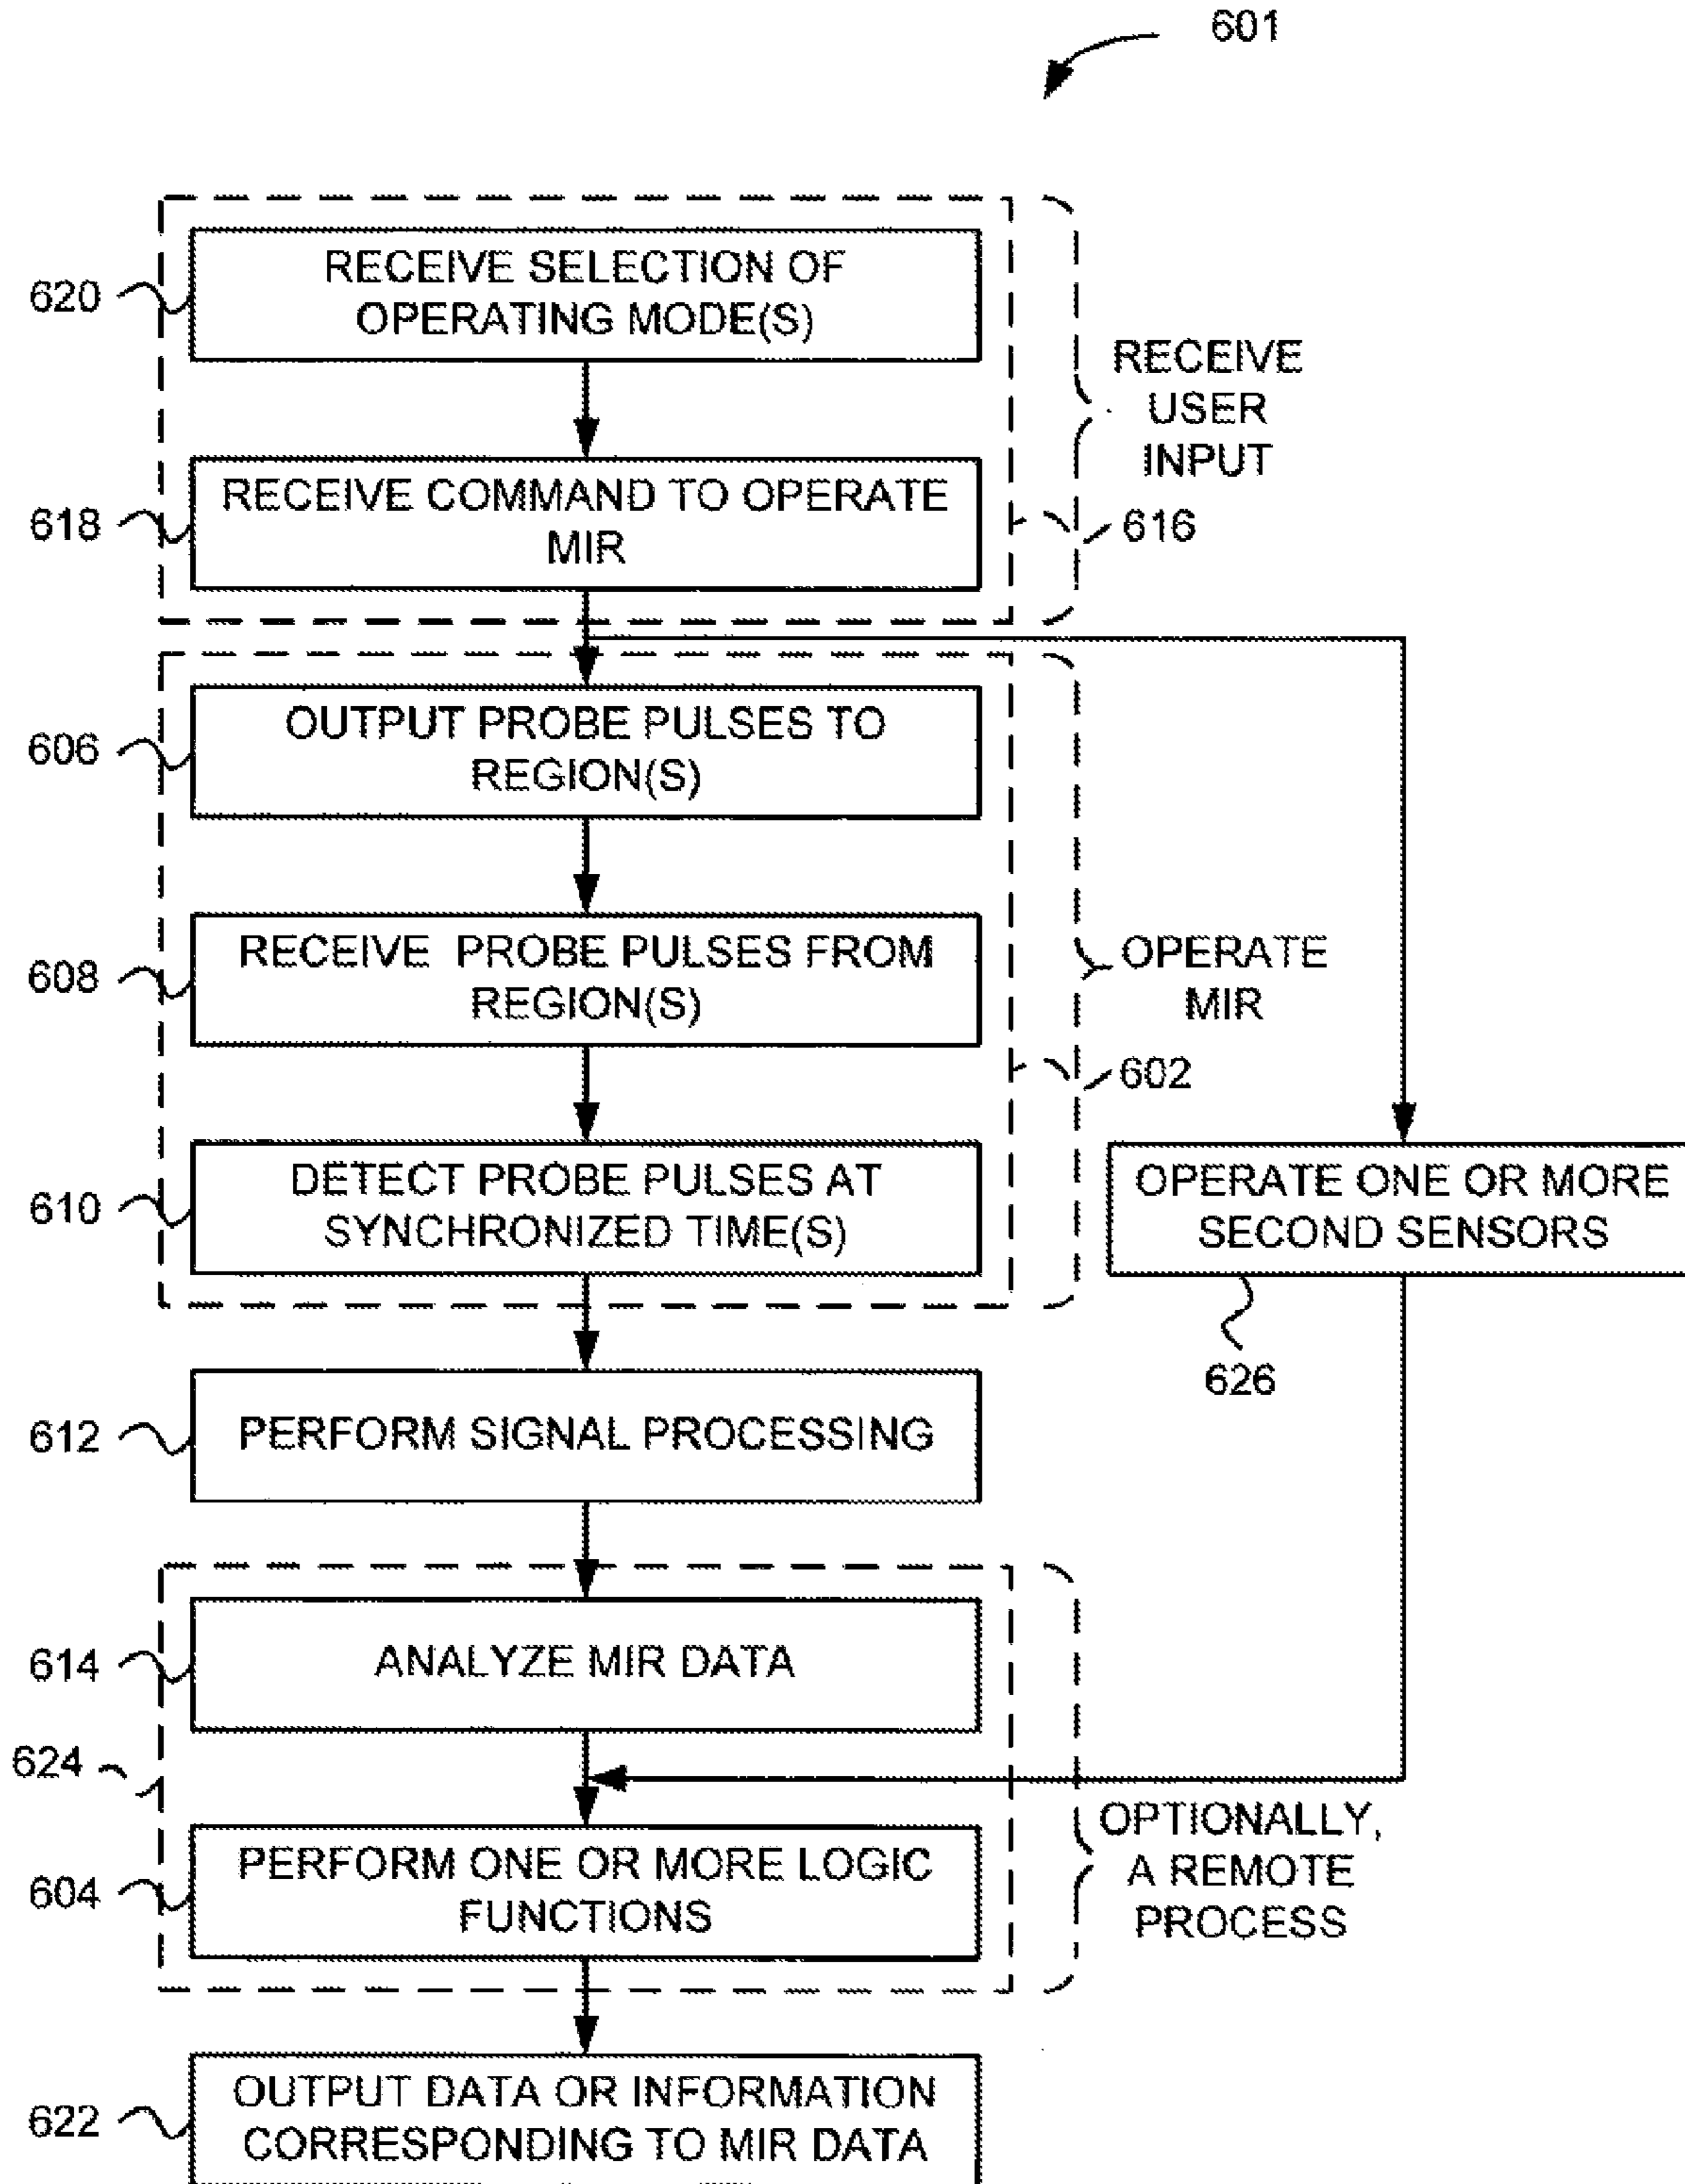 601
620
RECEIVE SELECTION OF
OPERATING MODE(S)
RECEIVE
USER
INPUT
618
RECEIVE COMMAND TO OPERATE
MIR
616
606
OUTPUT PROBE PULSES TO
REGION(S)
608
RECEIVE PROBE PULSES FROM
REGION(S)
OPERATE
MIR
602
610
DETECT PROBE PULSES AT
SYNCHRONIZED TIME(S)
OPERATE ONE OR MORE
SECOND SENSORS
626
612
PERFORM SIGNAL PROCESSING
614
ANALYZE MIR DATA
624
604
PERFORM ONE OR MORE LOGIC
FUNCTIONS
OPTIONALLY,
A REMOTE
PROCESS
622
OUTPUT DATA OR INFORMATION
CORRESPONDING TO MIR DATA